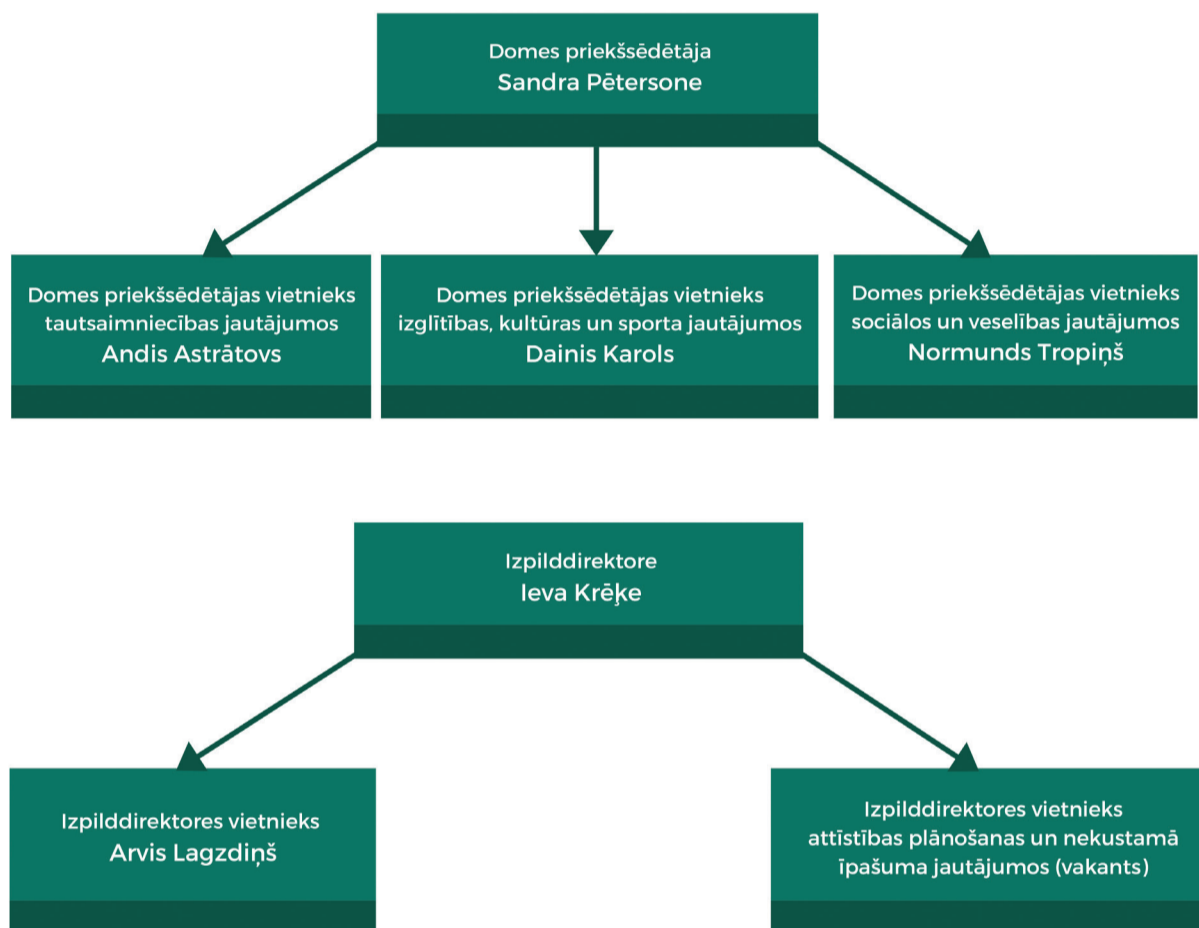 Domes priekšsēdētāja
Sandra Pētersone
Domes priekšsēdētājas vietnieks
tautsaimniecības jautājumos
Andis Astrātovs
Domes priekšsēdētājas vietnieks
izglītības, kultūras un sporta jautājumos
Dainis Karols
Domes priekšsēdētājas vietnieks
sociālos un veselības jautājumos
Normunds Tropiņš
Izpilddirektore
Ieva Krēķe
Izpilddirektores vietnieks
Arvis Lagzdiņš
Izpilddirektores vietnieks
attīstības plānošanas un nekustamā
īpašuma jautājumos (vakants)